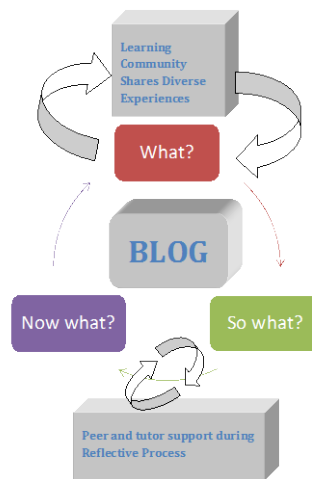 Learning
Community
Shares Diverse
Experiences
What?
BLOG
Now what?
So what?
Peer and tutor support during
Reflective Process